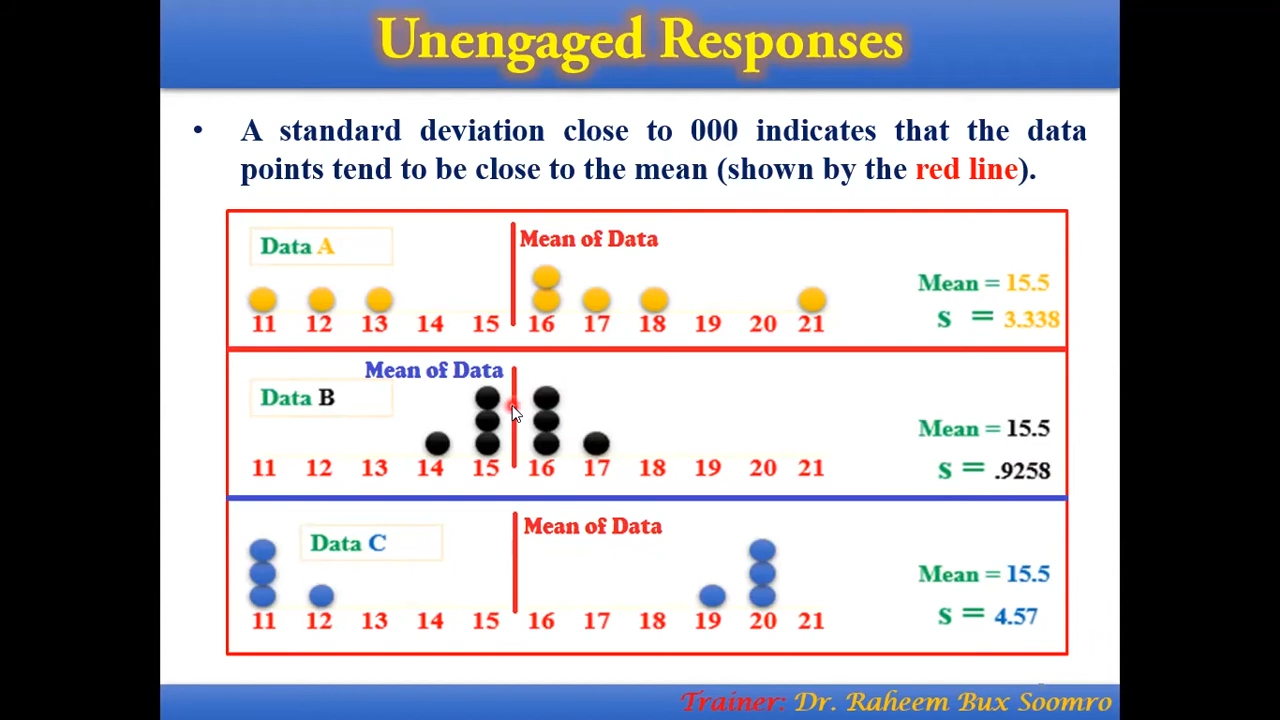 Unengaged Responses
• A standard deviation close to 000 indicates that the data
points tend to be close to the mean (shown by the red line).
Data A
Mean of Data
Mean = 15.5
S = 3.338
11 12 13 14 15 16 17 18 19 20 21
Mean of Data
Data B
Mean = 15.5
S = .9258
11 12 13 14 15 16 17 18 19 20 21
Mean of Data
Data C
Mean = 15.5
S = 4.57
11 12 13 14 15 16 17 18 19 20 21
Trainer: Dr. Raheem Bux Soomro